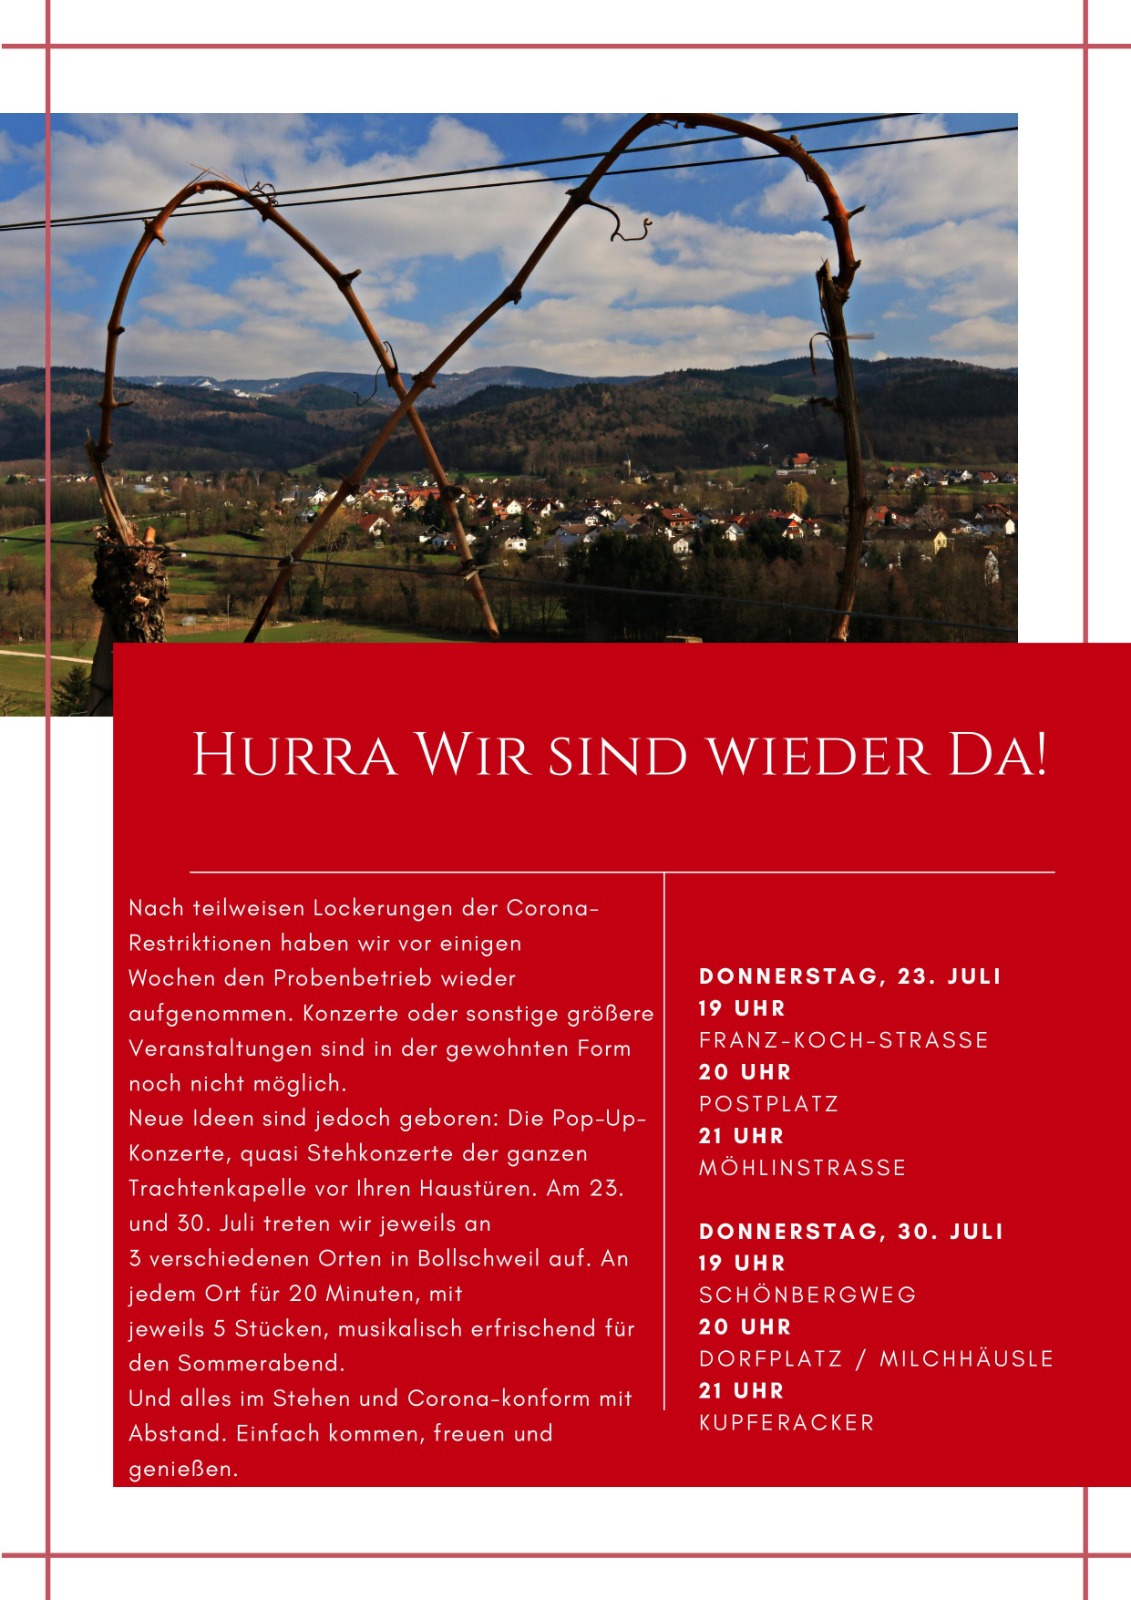 Hurra Wir sind wieder Da!
Nach teilweisen Lockerungen der Corona-
Restriktionen haben wir vor einigen
Wochen den Probenbetrieb wieder
aufgenommen. Konzerte oder sonstige größere
Veranstaltungen sind in der gewohnten Form
noch nicht möglich.
Neue Ideen sind jedoch geboren: Die Pop-Up-
Konzerte, quasi Stehkonzerte der ganzen
Trachtenkapelle vor Ihren Haustüren. Am 23.
und 30. Juli treten wir jeweils an
3 verschiedenen Orten in Bollschweil auf. An
jedem Ort für 20 Minuten, mit
jeweils 5 Stücken, musikalisch erfrischend für
den Sommerabend.
Und alles im Stehen und Corona-konform mit
Abstand. Einfach kommen, freuen und
genießen.
DONNERSTAG, 23. JULI
19 UHR
FRANZ-KOCH-STRASSE
20 UHR
POSTPLATZ
21 UHR
MÖHLINSTRASSE
DONNERSTAG, 30. JULI
19 UHR
SCHÖNBERGWEG
20 UHR
DORFPLATZ / MILCHHÄUSLE
21 UHR
KUPFERACKER